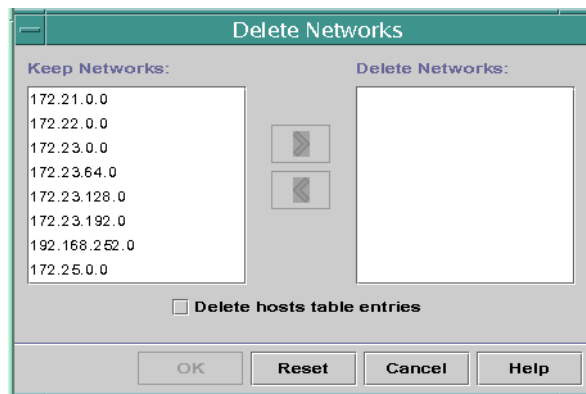 Delete Networks
Keep Networks:
Delete Networks:
172.21.0.0
172.22.0.0
172.23.0.0
172.23.64.0
172.23.128.0
172.23.192.0
192.168.252.0
172.25.0.0
Delete hosts table entries
OK
Reset
Cancel
Help